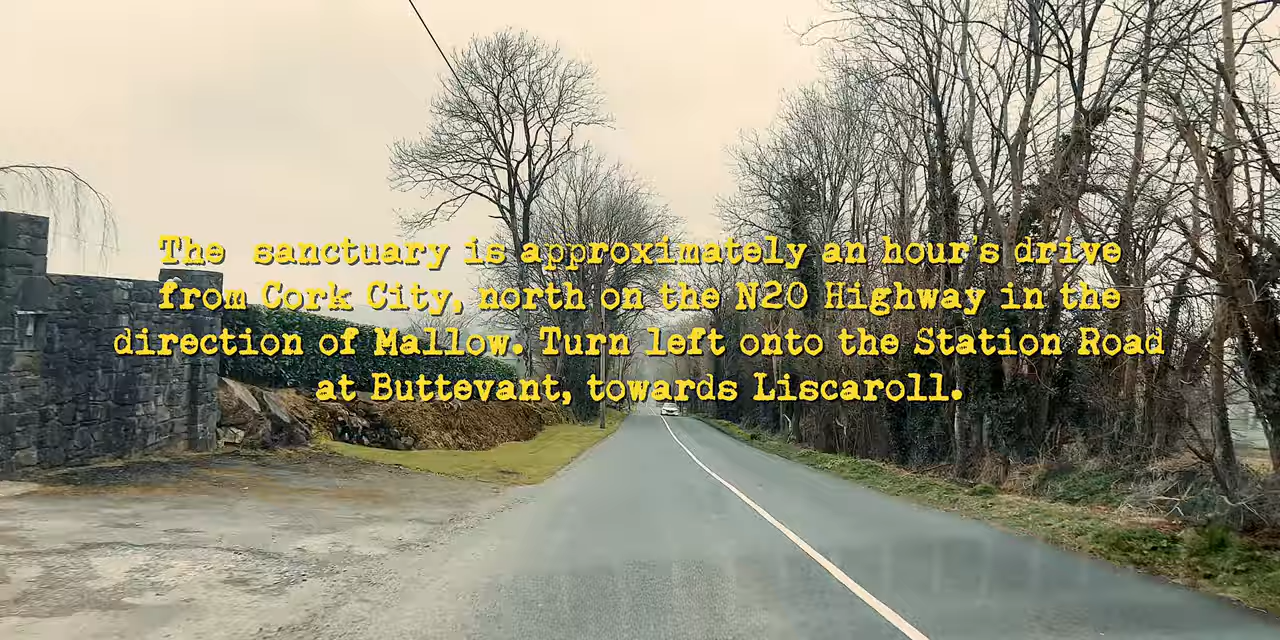 The  sanctuary is approximately an hour's drive
from Cork City, north on the N20 Highway in the
direction of Mallow. Turn left onto the Station Road
at Buttevant, towards Liscaroll.